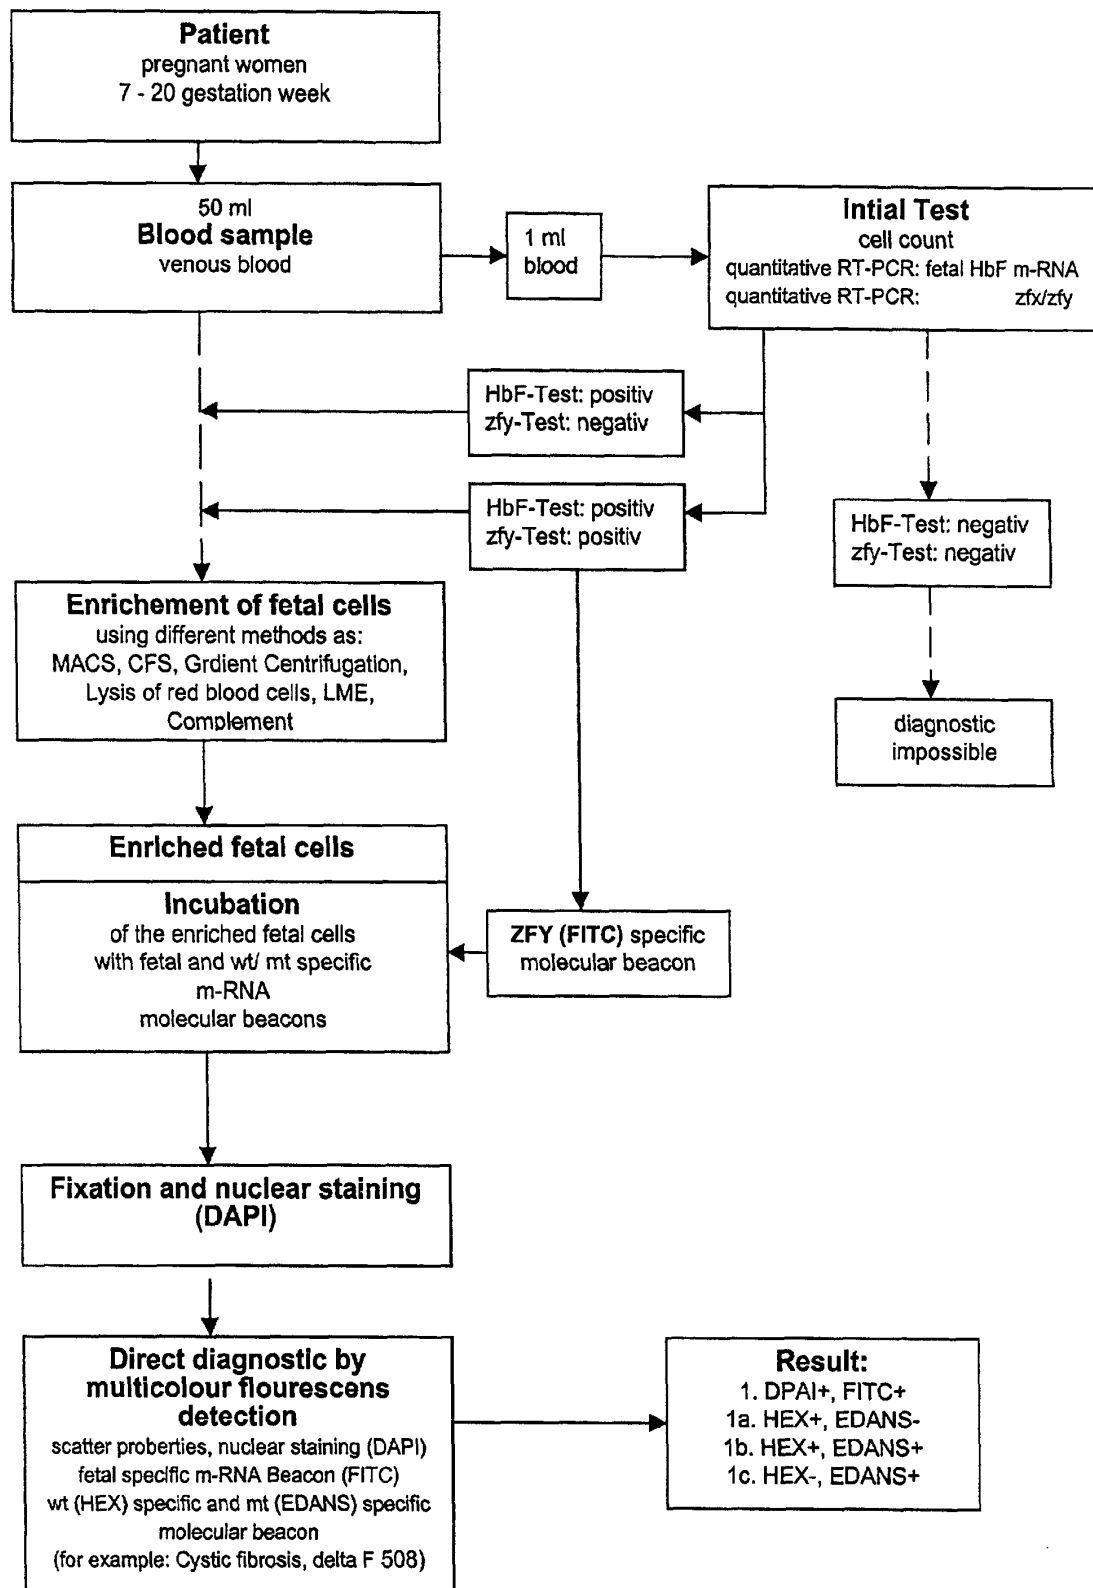 Patient
pregnant women
7 - 20 gestation week
50 ml
Blood sample
venous blood
1 ml
blood
Intial Test
cell count
quantitative RT-PCR: fetal HbF m-RNA
quantitative RT-PCR: zfx/zfy
HbF-Test: positiv
zfy-Test: negativ
HbF-Test: positiv
zfy-Test: positiv
HbF-Test: negativ
zfy-Test: negativ
diagnostic
impossible
Enrichement of fetal cells
using different methods as:
MACS, CFS, Grdient Centrifugation,
Lysis of red blood cells, LME,
Complement
Enriched fetal cells
Incubation
of the enriched fetal cells
with fetal and wt/ mt specific
m-RNA
molecular beacons
ZFY (FITC) specific
molecular beacon
Fixation and nuclear staining
(DAPI)
Direct diagnostic by
multicolour flourescens
detection
scatter proberties, nuclear staining (DAPI)
fetal specific m-RNA Beacon (FITC)
wt (HEX) specific and mt (EDANS) specific
molecular beacon
(for example: Cystic fibrosis, delta F 508)
Result:
1. DPAI+, FITC+
1a. HEX+, EDANS-
1b. HEX+, EDANS+
1c. HEX-, EDANS+